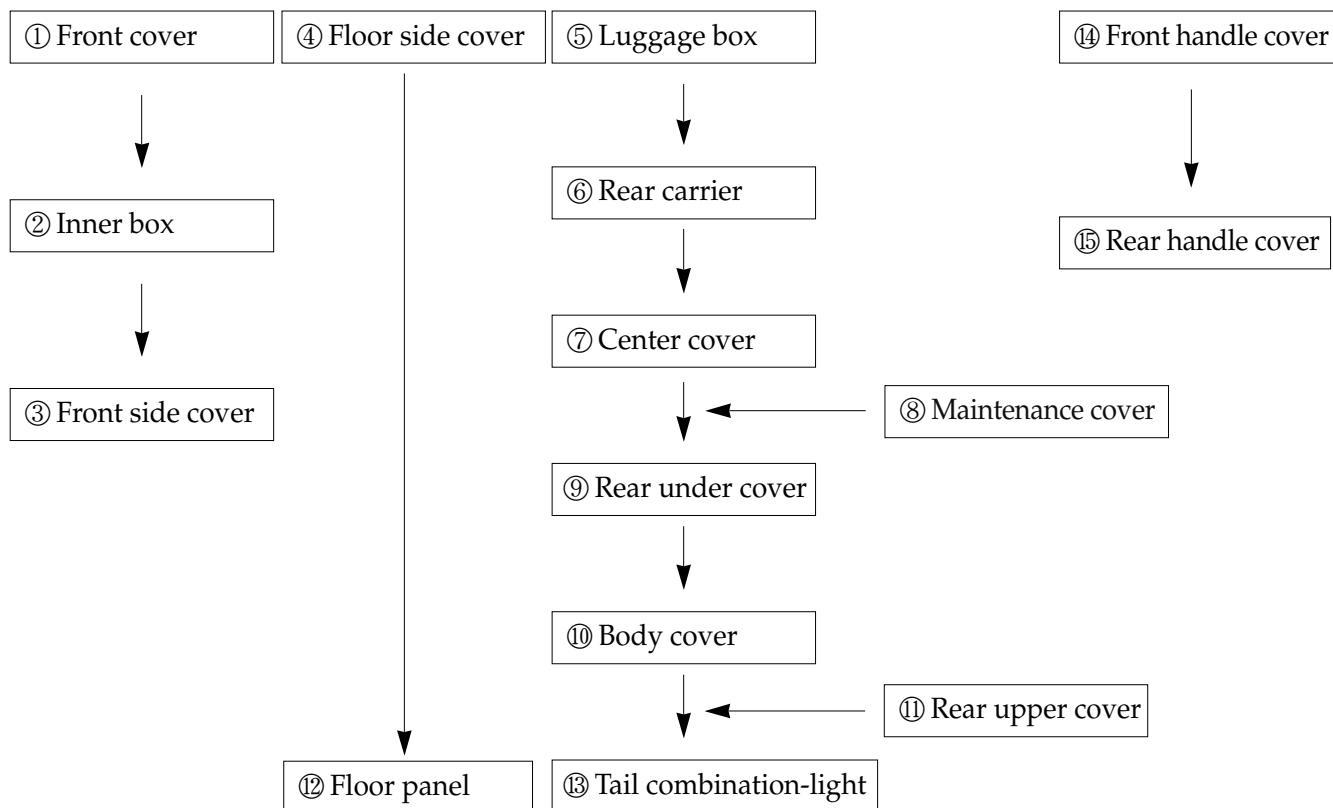 ① Front cover
④ Floor side cover
⑤ Luggage box
⑭ Front handle cover
⑥ Rear carrier
② Inner box
⑮ Rear handle cover
⑦ Center cover
③ Front side cover
⑧ Maintenance cover
⑨ Rear under cover
⑩ Body cover
⑪ Rear upper cover
⑫ Floor panel
⑬ Tail combination-light